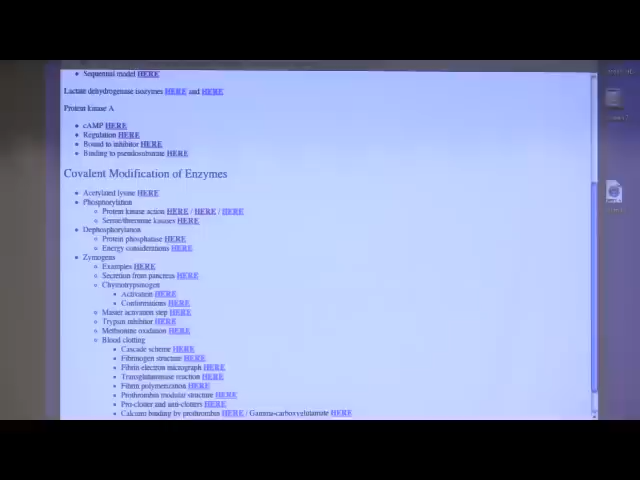 Sequential model HERE
Lactate dehydrogenase isozymes HERE and HERE
Protein kinase A
cAMP HERE
Regulation HERE
Bound to inhibitor HERE
Binding to pseudosubstrate HERE
Covalent Modification of Enzymes
Acetylated lysine HERE
Phosphorylation
Protein kinase action HERE / HERE / HERE
Serine/threonine kinases HERE
Dephosphorylation
Protein phosphatase HERE
Energy considerations HERE
Zymogens
Examples HERE
Secretion from pancreas HERE
Chymotrypsinogen
Activation HERE
Conformations HERE
Master activation step HERE
Trypsin inhibitor HERE
Methionine oxidation HERE
Blood clotting
Cascade scheme HERE
Fibrinogen structure HERE
Fibrin electron micrograph HERE
Transglutaminase reaction HERE
Fibrin polymerization HERE
Prothrombin modular structure HERE
Pro-clotter and anti-clotters HERE
Calcium binding by prothrombin HERE / Gamma-carboxyglutamate HERE